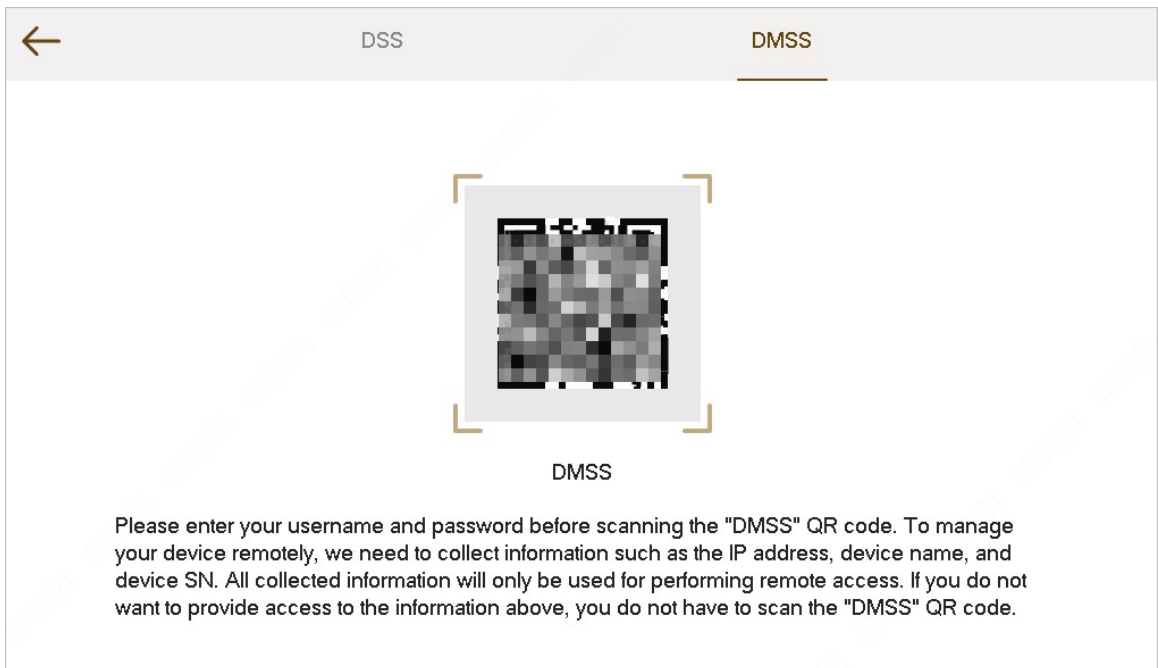 DSS
DMSS
DMSS
Please enter your username and password before scanning the "DMSS" QR code. To manage
your device remotely, we need to collect information such as the IP address, device name, and
device SN. All collected information will only be used for performing remote access. If you do not
want to provide access to the information above, you do not have to scan the "DMSS" QR code.